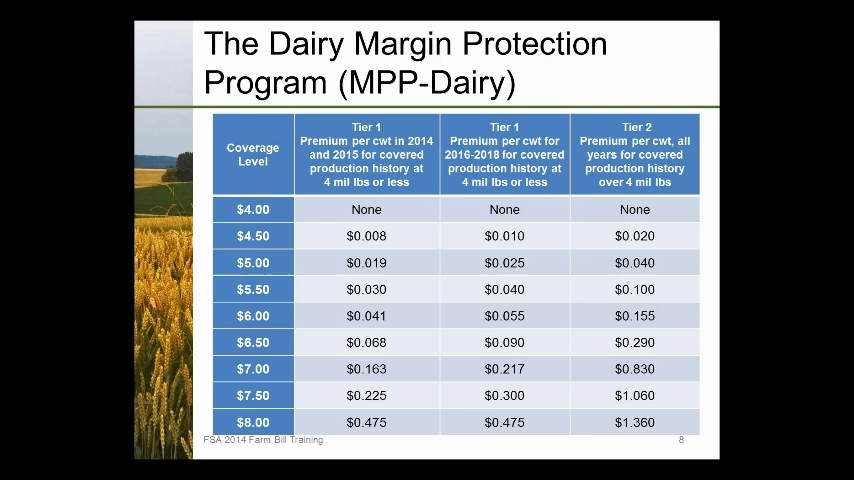 The Dairy Margin Protection
Program (MPP-Dairy)
Coverage
Level
Tier 1
Premium per cwt in 2014
and 2015 for covered
production history at
4 mil lbs or less
Tier 1
Premium per cwt for
2016-2018 for covered
production history at
4 mil lbs or less
Tier 2
Premium per cwt, all
years for covered
production history
over 4 mil lbs
$4.00 None None None
$4.50 $0.008 $0.010 $0.020
$5.00 $0.019 $0.025 $0.040
$5.50 $0.030 $0.040 $0.100
$6.00 $0.041 $0.055 $0.155
$6.50 $0.068 $0.090 $0.290
$7.00 $0.163 $0.217 $0.830
$7.50 $0.225 $0.300 $1.060
$8.00 $0.475 $0.475 $1.360
FSA 2014 Farm Bill Training 8